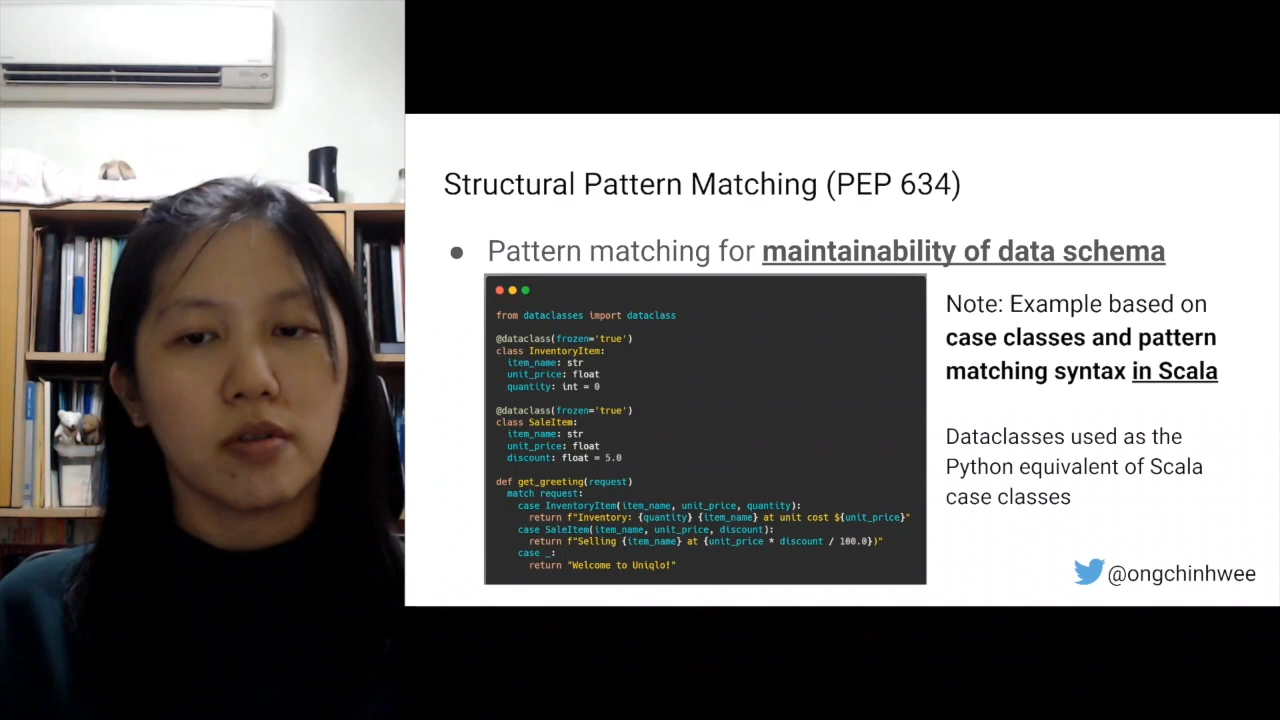 Structural Pattern Matching (PEP 634)
● Pattern matching for maintainability of data schema
from dataclasses import dataclass
@dataclass(frozen='true')
class InventoryItem:
item_name: str
unit_price: float
quantity: int = 0
@dataclass(frozen='true')
class SaleItem:
item_name: str
unit_price: float
discount: float = 5.0
def get_greeting(request)
match request:
case InventoryItem(item_name, unit_price, quantity):
return f"Inventory: {quantity} {item_name} at unit cost ${unit_price}"
case SaleItem(item_name, unit_price, discount):
return f"Selling {item_name} at {unit_price * discount / 100.0})"
case _:
return "Welcome to Uniqlo!"
Note: Example based on
case classes and pattern
matching syntax in Scala
Dataclasses used as the
Python equivalent of Scala
case classes
@ongchinhwee